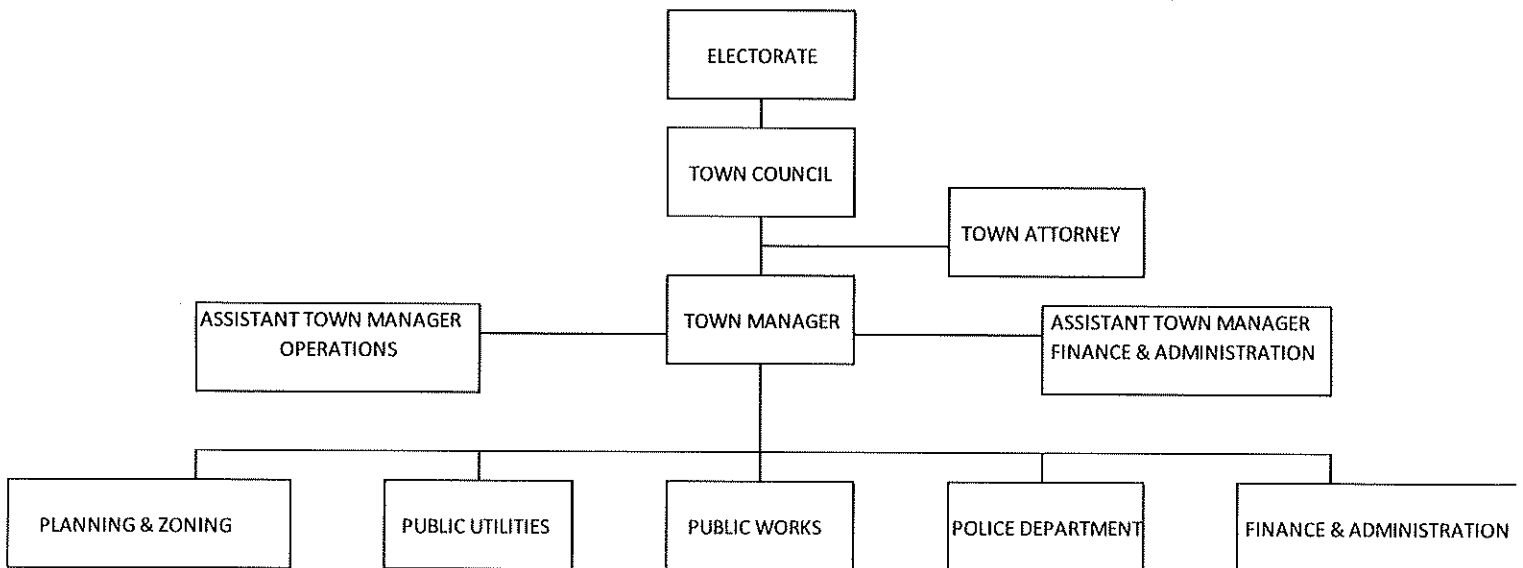 ELECTORATE
TOWN COUNCIL
TOWN ATTORNEY
ASSISTANT TOWN MANAGER
OPERATIONS
TOWN MANAGER
ASSISTANT TOWN MANAGER
FINANCE & ADMINISTRATION
PLANNING & ZONING
PUBLIC UTILITIES
PUBLIC WORKS
POLICE DEPARTMENT
FINANCE & ADMINISTRATION